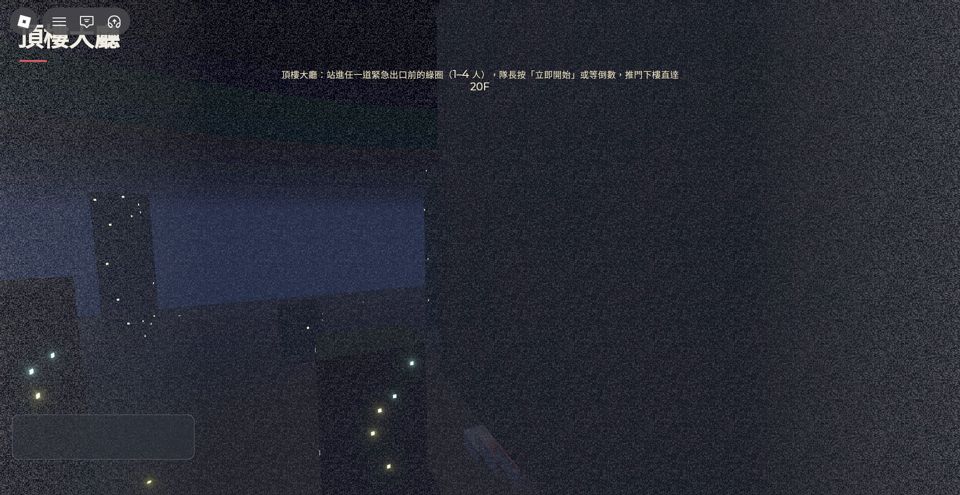 頂樓大廳
頂樓大廳：站進任一道緊急出口前的綠圈（1–4 人），隊長按「立即開始」或等倒數，推門下樓直達
20F